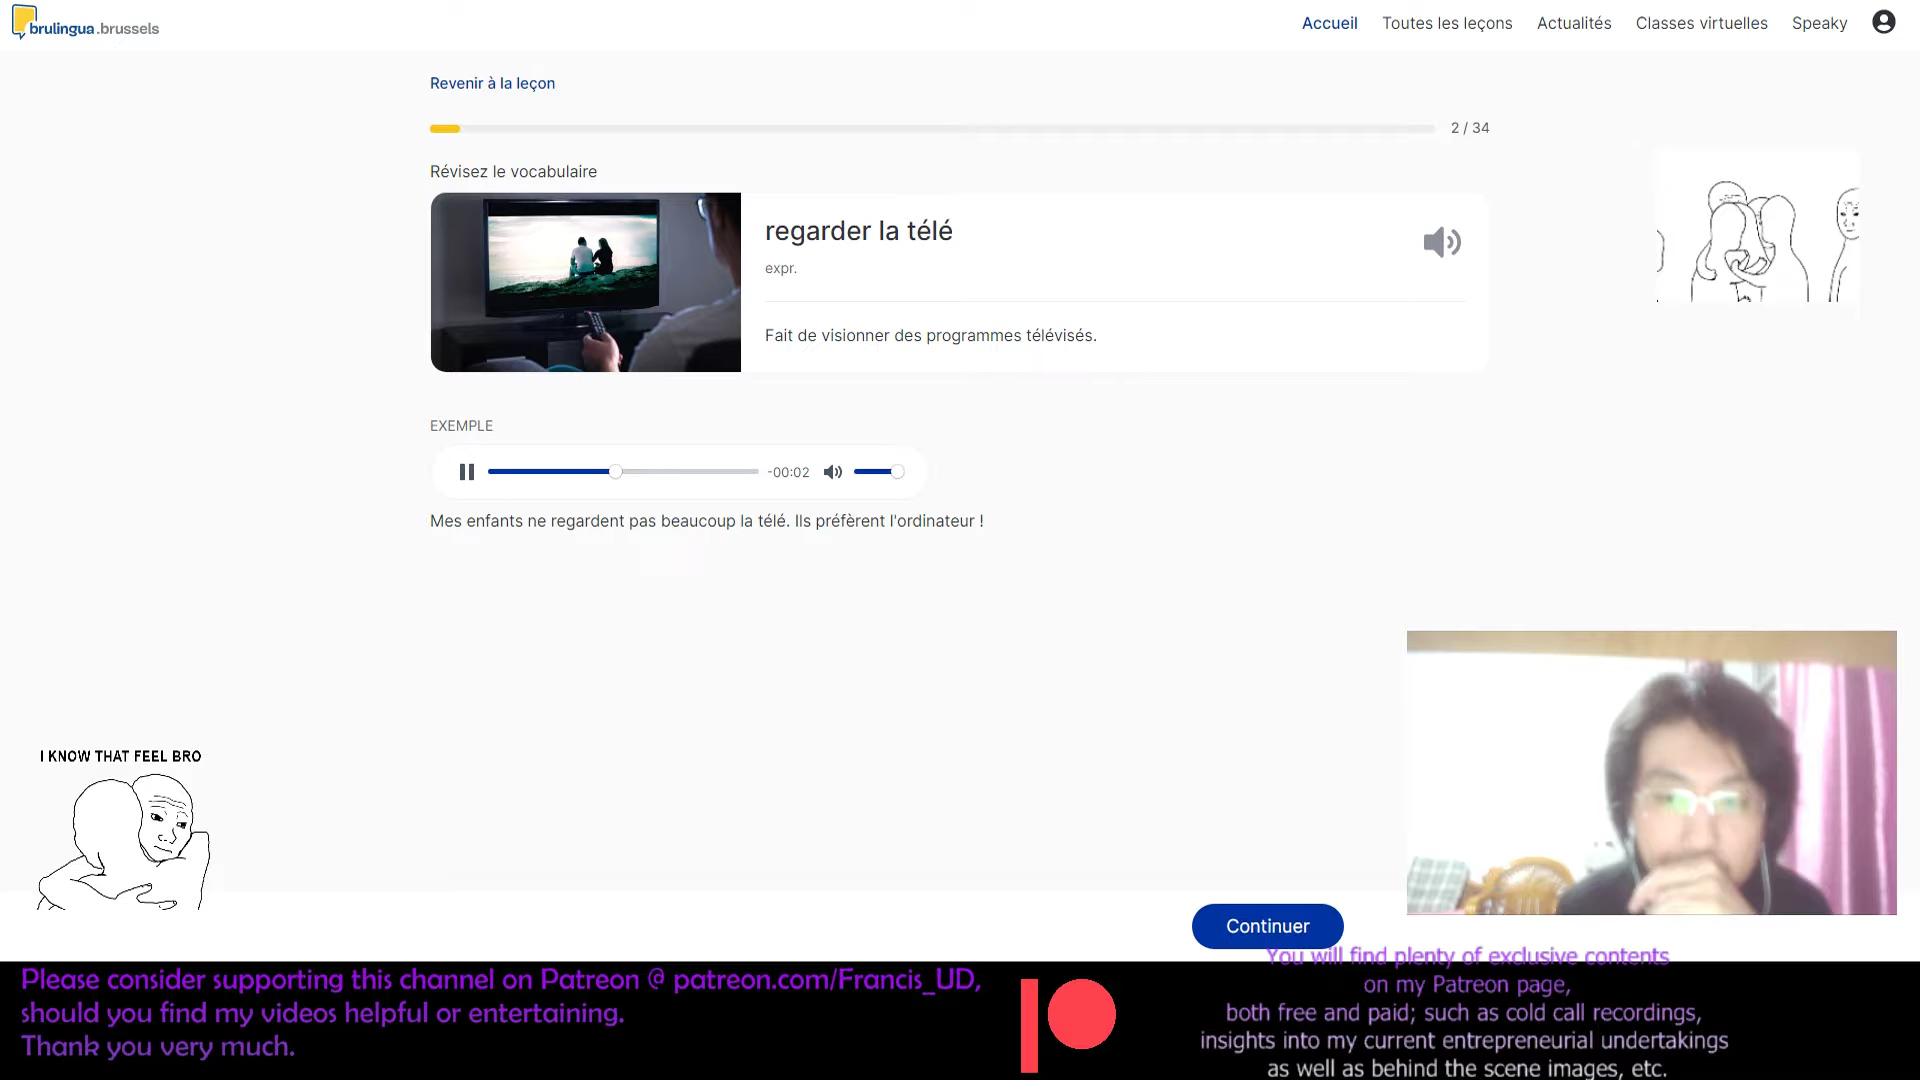 brulingua.brussels
Accueil
Toutes les leçons
Actualités
Classes virtuelles
Speaky
Revenir à la leçon
2 / 34
Révisez le vocabulaire
regarder la télé
expr.
Fait de visionner des programmes télévisés.
EXEMPLE
-00:02
Mes enfants ne regardent pas beaucoup la télé. Ils préfèrent l'ordinateur !
I KNOW THAT FEEL BRO
Continuer
Please consider supporting this channel on Patreon @ patreon.com/Francis_UD,
should you find my videos helpful or entertaining.
Thank you very much.
You will find plenty of exclusive contents
on my Patreon page,
both free and paid; such as cold call recordings,
insights into my current entrepreneurial undertakings
as well as behind the scene images, etc.